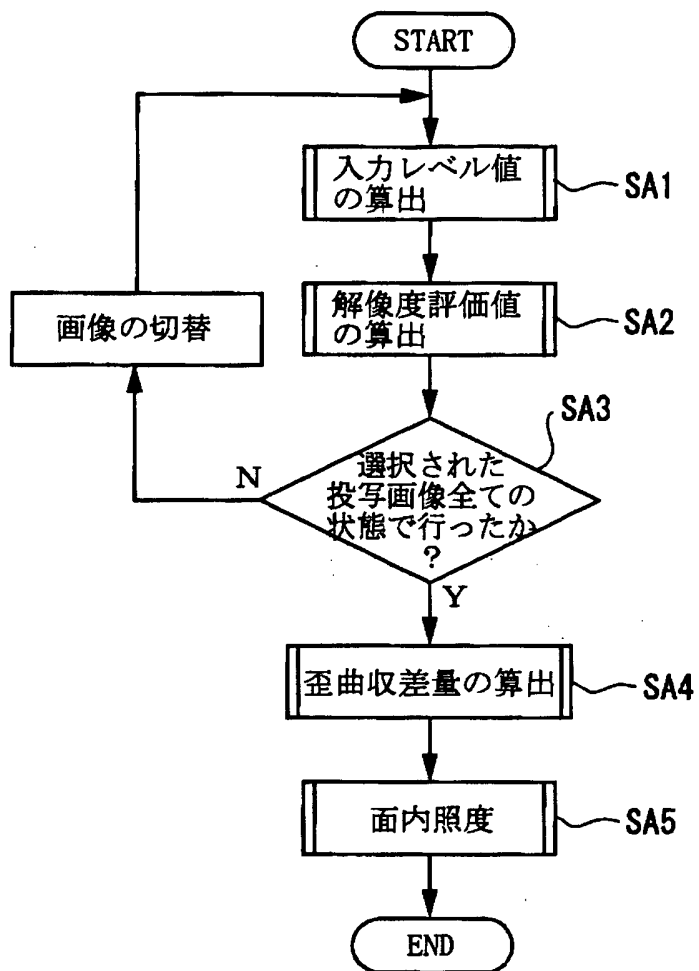 START
入力レベル値
の算出
SA1
画像の切替
解像度評価値
の算出
SA2
SA3
選択された
投写画像全ての
状態で行ったか
?
N
Y
歪曲収差量の算出
SA4
面内照度
SA5
END